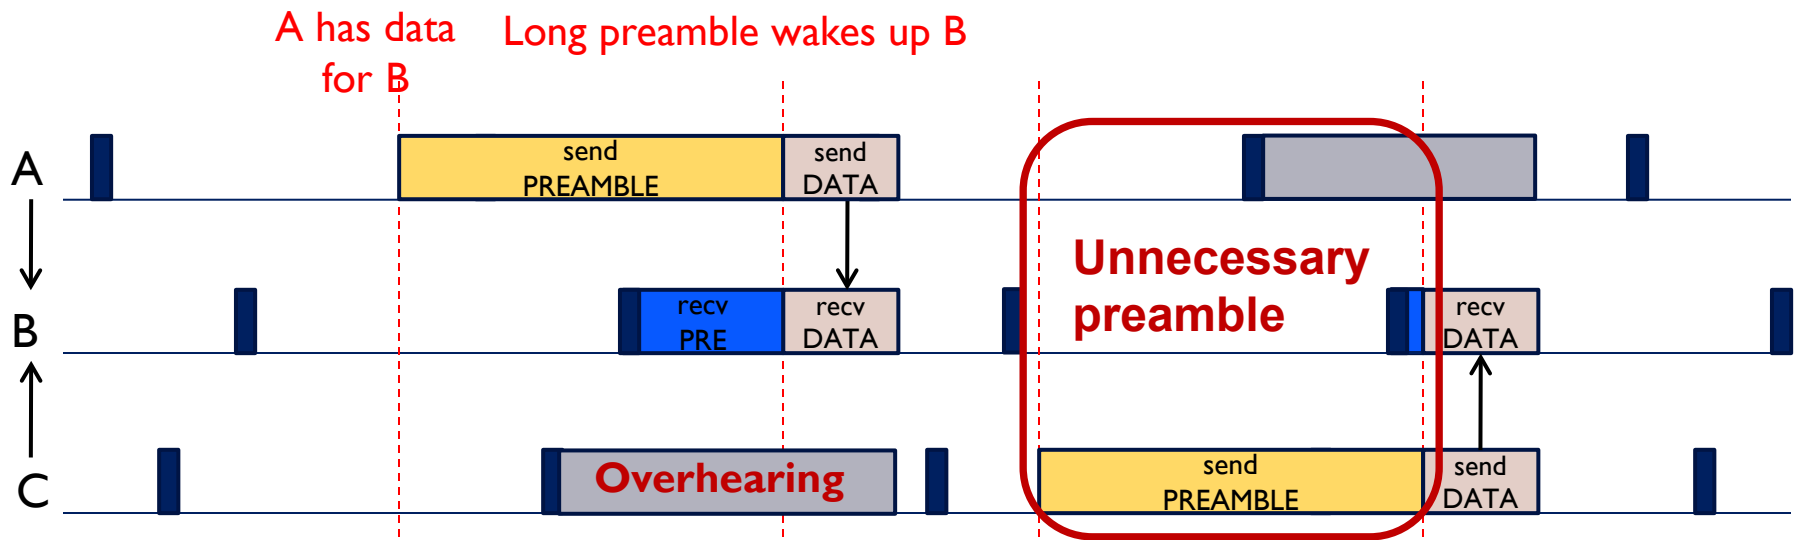 A has data
for B
Long preamble wakes up B
A
send
PREAMBLE
send
DATA
Unnecessary
preamble
B
recv
PRE
recv
DATA
recv
DATA
C
Overhearing
send
PREAMBLE
send
DATA